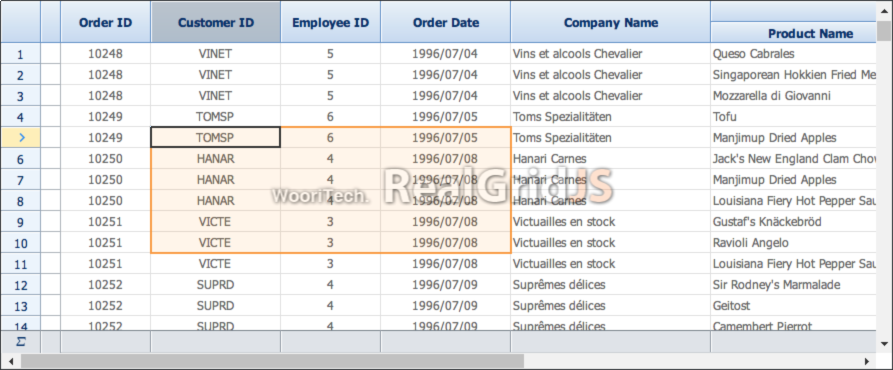 Order ID Customer ID Employee ID Order Date Company Name Product Name
1 10248 VINET 5 1996/07/04 Vins et alcools Chevalier Queso Cabrales
2 10248 VINET 5 1996/07/04 Vins et alcools Chevalier Singaporean Hokkien Fried Me
3 10248 VINET 5 1996/07/04 Vins et alcools Chevalier Mozzarella di Giovanni
4 10249 TOMSP 6 1996/07/05 Toms Spezialitäten Tofu
10249 TOMSP 6 1996/07/05 Toms Spezialitäten Manjimup Dried Apples
6 10250 HANAR 4 1996/07/08 Hanari Carnes Jack's New England Clam Chow
7 10250 HANAR 4 1996/07/08 Hanari Carnes Manjimup Dried Apples
8 10250 HANAR 4 1996/07/08 Hanari Carnes Louisiana Fiery Hot Pepper Sau
WooriTech. RealGridJS
9 10251 VICTE 3 1996/07/08 Victuailles en stock Gustaf's Knäckebröd
10 10251 VICTE 3 1996/07/08 Victuailles en stock Ravioli Angelo
11 10251 VICTE 3 1996/07/08 Victuailles en stock Louisiana Fiery Hot Pepper Sau
12 10252 SUPRD 4 1996/07/09 Suprêmes délices Sir Rodney's Marmalade
13 10252 SUPRD 4 1996/07/09 Suprêmes délices Geitost
14 10252 SUPRD 4 1996/07/09 Suprêmes délices Camembert Pierrot
Σ